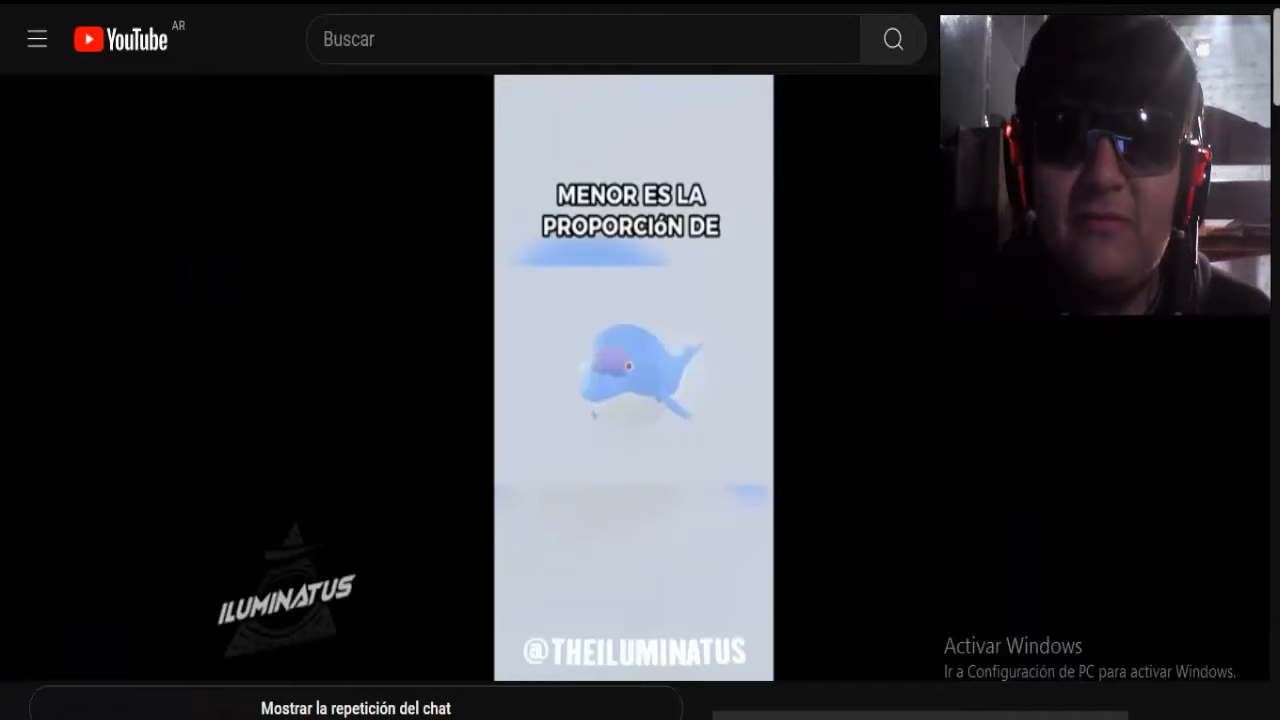 YouTube
AR
Buscar
MENOR ES LA
PROPORCIóN DE
ILUMINATUS
@THEILUMINATUS
Activar Windows
Ir a Configuración de PC para activar Windows.
Mostrar la repetición del chat